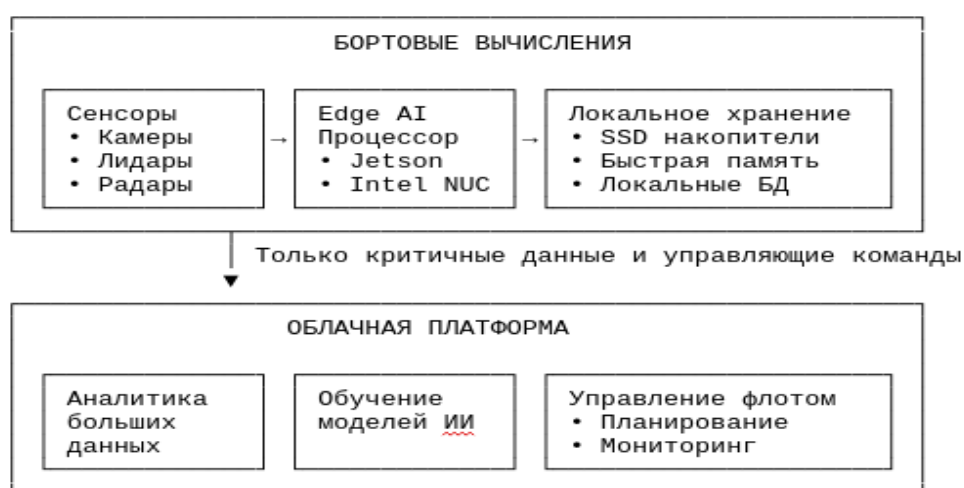 БОРТОВЫЕ ВЫЧИСЛЕНИЯ
Сенсоры
• Камеры
• Лидары
• Радары
→
Edge AI
Процессор
• Jetson
• Intel NUC
→
Локальное хранение
• SSD накопители
• Быстрая память
• Локальные БД
Только критичные данные и управляющие команды
ОБЛАЧНАЯ ПЛАТФОРМА
Аналитика
больших
данных
Обучение
моделей ИИ
Управление флотом
• Планирование
• Мониторинг